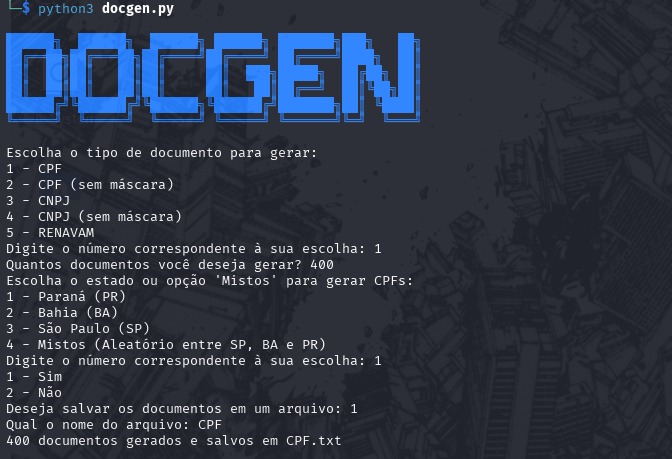 $ python3 docgen.py
DOCGEN
Escolha o tipo de documento para gerar:
1 - CPF
2 - CPF (sem máscara)
3 - CNPJ
4 - CNPJ (sem máscara)
5 - RENAVAM
Digite o número correspondente à sua escolha: 1
Quantos documentos você deseja gerar? 400
Escolha o estado ou opção 'Mistos' para gerar CPFs:
1 - Paraná (PR)
2 - Bahia (BA)
3 - São Paulo (SP)
4 - Mistos (Aleatório entre SP, BA e PR)
Digite o número correspondente à sua escolha: 1
1 - Sim
2 - Não
Deseja salvar os documentos em um arquivo: 1
Qual o nome do arquivo: CPF
400 documentos gerados e salvos em CPF.txt